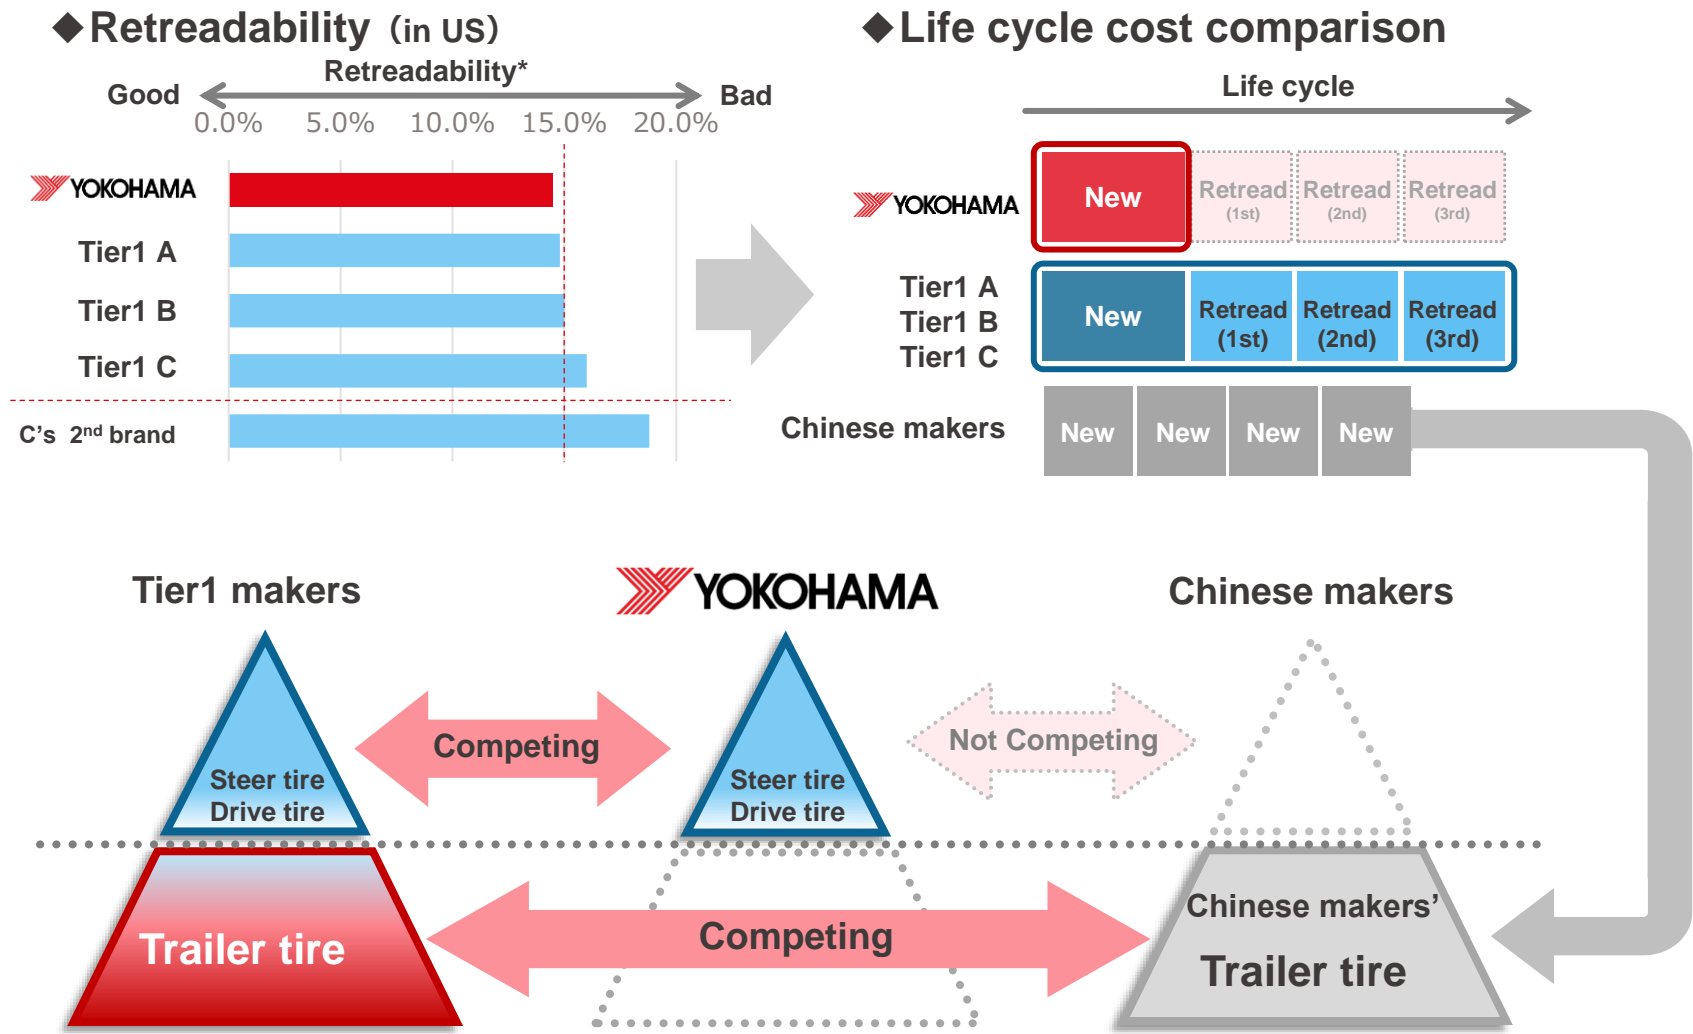 ◆Retreadability（in US）
Retreadability*
Good
Bad
0.0% 5.0% 10.0% 15.0% 20.0%
YOKOHAMA
Tier1 A
Tier1 B
Tier1 C
C's 2nd brand
◆Life cycle cost comparison
Life cycle
YOKOHAMA
New
Retread
(1st)
Retread
(2nd)
Retread
(3rd)
Tier1 A
Tier1 B
Tier1 C
New
Retread
(1st)
Retread
(2nd)
Retread
(3rd)
Chinese makers
New New New New
Tier1 makers
YOKOHAMA
Chinese makers
Steer tire
Drive tire
Competing
Steer tire
Drive tire
Not Competing
Trailer tire
Competing
Chinese makers’
Trailer tire